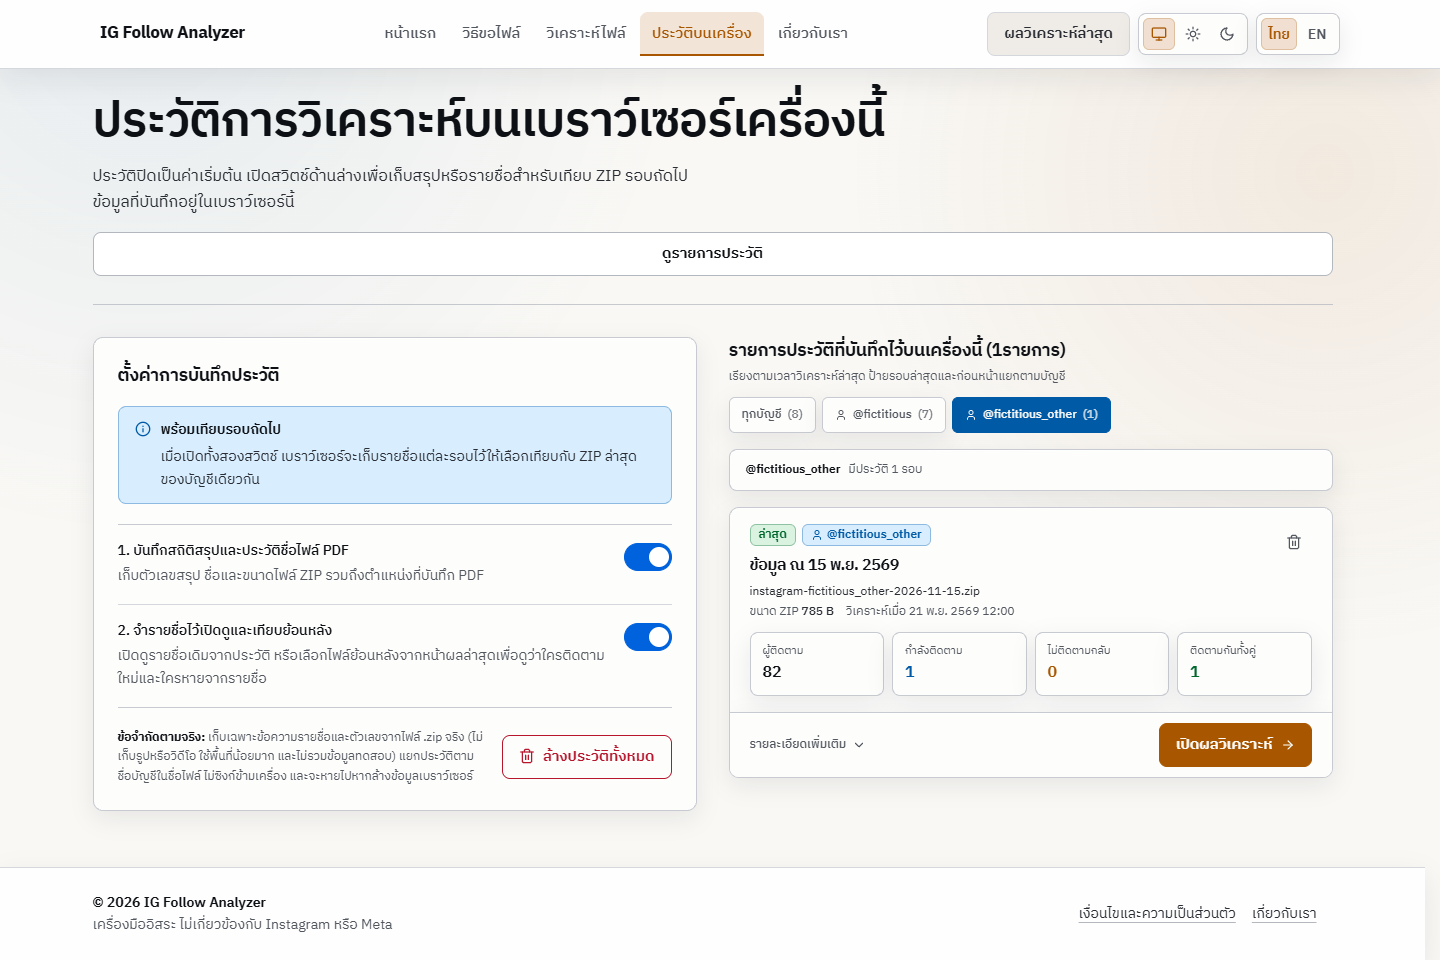 IG Follow Analyzer
หน้าแรก
วิธีขอไฟล์
วิเคราะห์ไฟล์
ประวัติบนเครื่อง
เกี่ยวกับเรา
ผลวิเคราะห์ล่าสุด
ไทย
EN
ประวัติการวิเคราะห์บนเบราว์เซอร์เครื่องนี้
ประวัติปิดเป็นค่าเริ่มต้น เปิดสวิตช์ด้านล่างเพื่อเก็บสรุปหรือรายชื่อสำหรับเทียบ ZIP รอบถัดไป
ข้อมูลที่บันทึกอยู่ในเบราว์เซอร์นี้
ดูรายการประวัติ
ตั้งค่าการบันทึกประวัติ
พร้อมเทียบรอบถัดไป
เมื่อเปิดทั้งสองสวิตช์ เบราว์เซอร์จะเก็บรายชื่อแต่ละรอบไว้ให้เลือกเทียบกับ ZIP ล่าสุด
ของบัญชีเดียวกัน
1. บันทึกสถิติสรุปและประวัติชื่อไฟล์ PDF
เก็บตัวเลขสรุป ชื่อและขนาดไฟล์ ZIP รวมถึงตำแหน่งที่บันทึก PDF
2. จำรายชื่อไว้เปิดดูและเทียบย้อนหลัง
เปิดดูรายชื่อเดิมจากประวัติ หรือเลือกไฟล์ย้อนหลังจากหน้าผลล่าสุดเพื่อดูว่าใครติดตาม
ใหม่และใครหายจากรายชื่อ
ข้อจำกัดตามจริง: เก็บเฉพาะข้อความรายชื่อและตัวเลขจากไฟล์ .zip จริง (ไม่
เก็บรูปหรือวิดีโอ ใช้พื้นที่น้อยมาก และไม่รวมข้อมูลทดสอบ) แยกประวัติตาม
ชื่อบัญชีในชื่อไฟล์ ไม่ซิงก์ข้ามเครื่อง และจะหายไปหากล้างข้อมูลเบราว์เซอร์
ล้างประวัติทั้งหมด
รายการประวัติที่บันทึกไว้บนเครื่องนี้ (1รายการ)
เรียงตามเวลาวิเคราะห์ล่าสุด ป้ายรอบล่าสุดและก่อนหน้าแยกตามบัญชี
ทุกบัญชี (8)
@fictitious (7)
@fictitious_other (1)
@fictitious_other มีประวัติ 1 รอบ
ล่าสุด
@fictitious_other
ข้อมูล ณ 15 พ.ย. 2569
instagram-fictitious_other-2026-11-15.zip
ขนาด ZIP 785 B วิเคราะห์เมื่อ 21 พ.ย. 2569 12:00
ผู้ติดตาม
82
กำลังติดตาม
1
ไม่ติดตามกลับ
0
ติดตามกันทั้งคู่
1
รายละเอียดเพิ่มเติม
เปิดผลวิเคราะห์
© 2026 IG Follow Analyzer
เครื่องมืออิสระ ไม่เกี่ยวข้องกับ Instagram หรือ Meta
เงื่อนไขและความเป็นส่วนตัว
เกี่ยวกับเรา